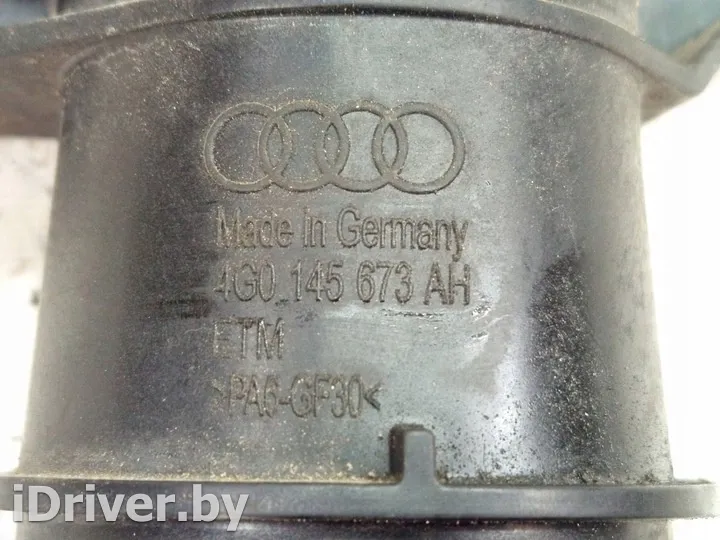 Made in Germany
4G0 145 673 AH
ETM
>PA6-GF30<
iDriver.by